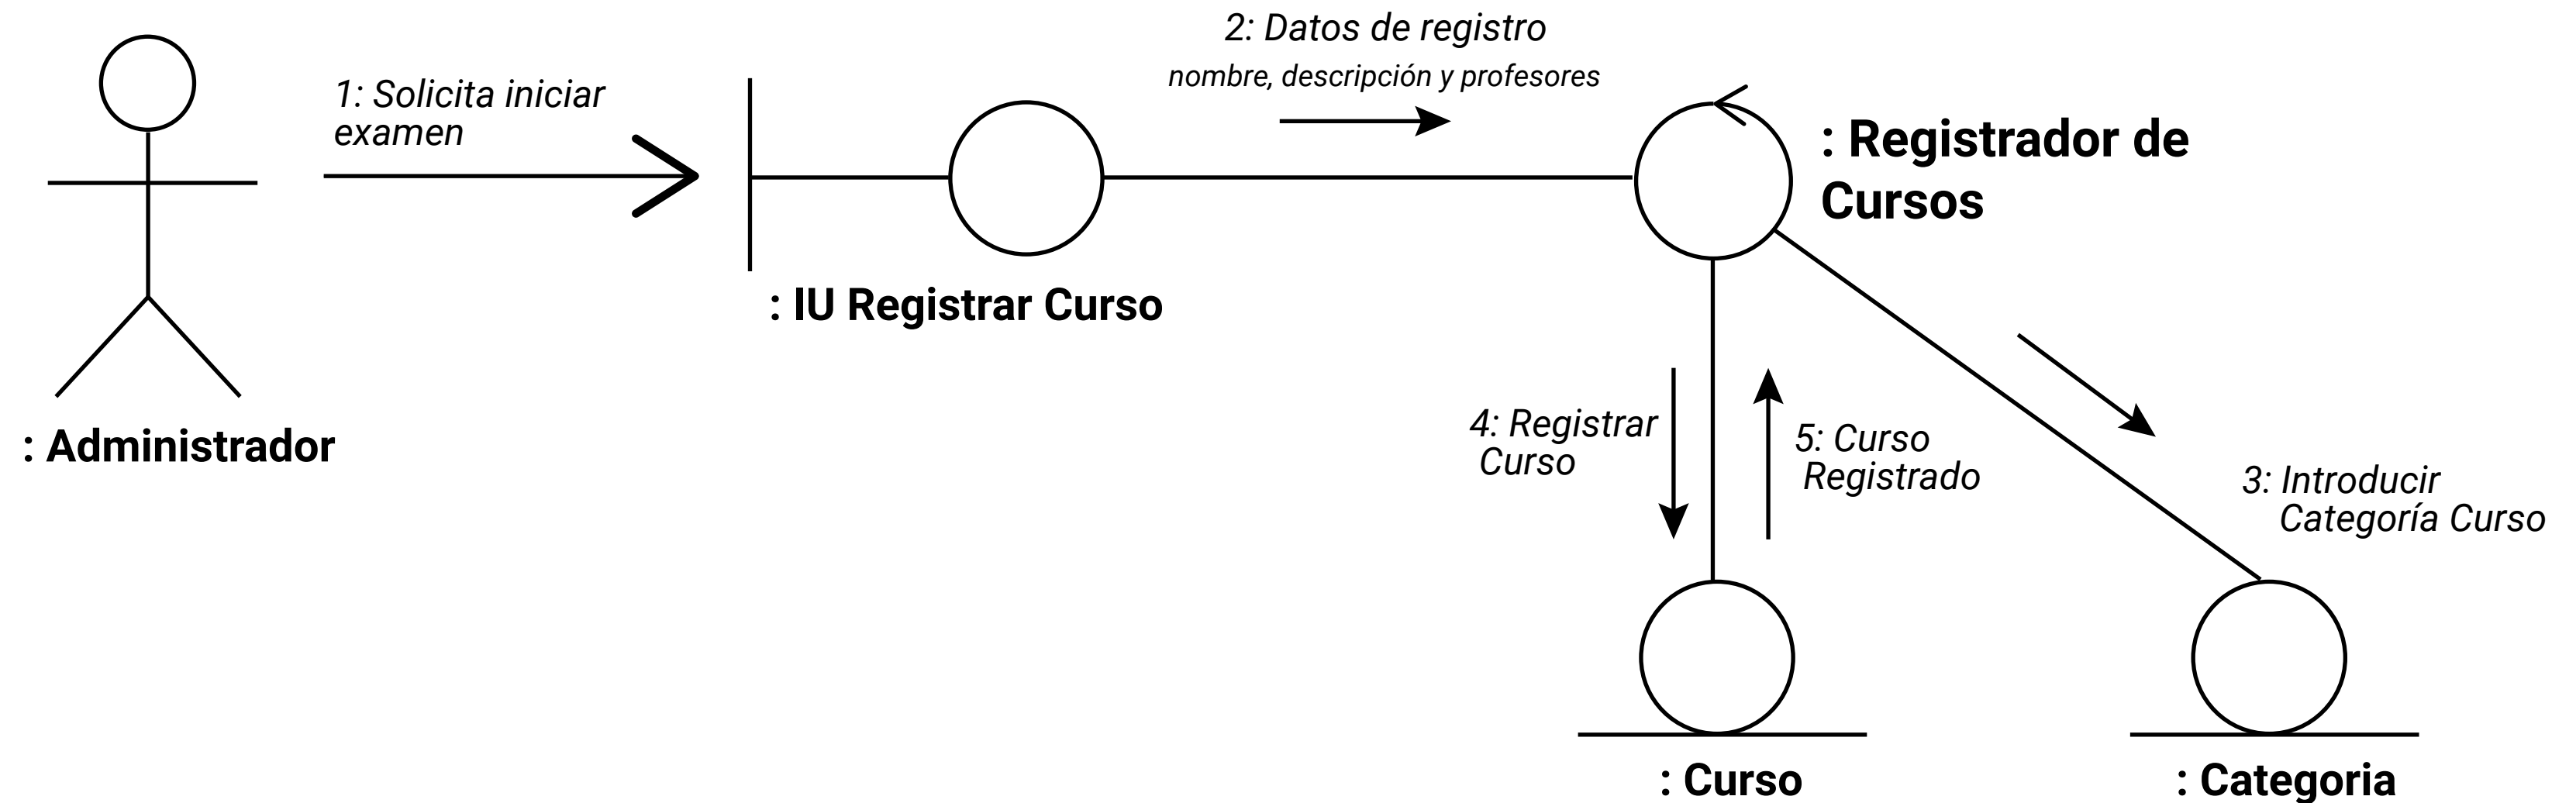 1: Solicita iniciar
examen
2: Datos de registro
nombre, descripción y profesores
: Registrador de
Cursos
: IU Registrar Curso
: Administrador
4: Registrar
Curso
5: Curso
Registrado
3: Introducir
Categoría Curso
: Curso
: Categoria